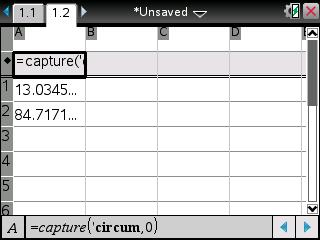 1.1 1.2 *Unsaved
A B C D
◆ =capture('
1 13.0345…
2 84.7171…
3
4
5
6
A =capture('circum,0)